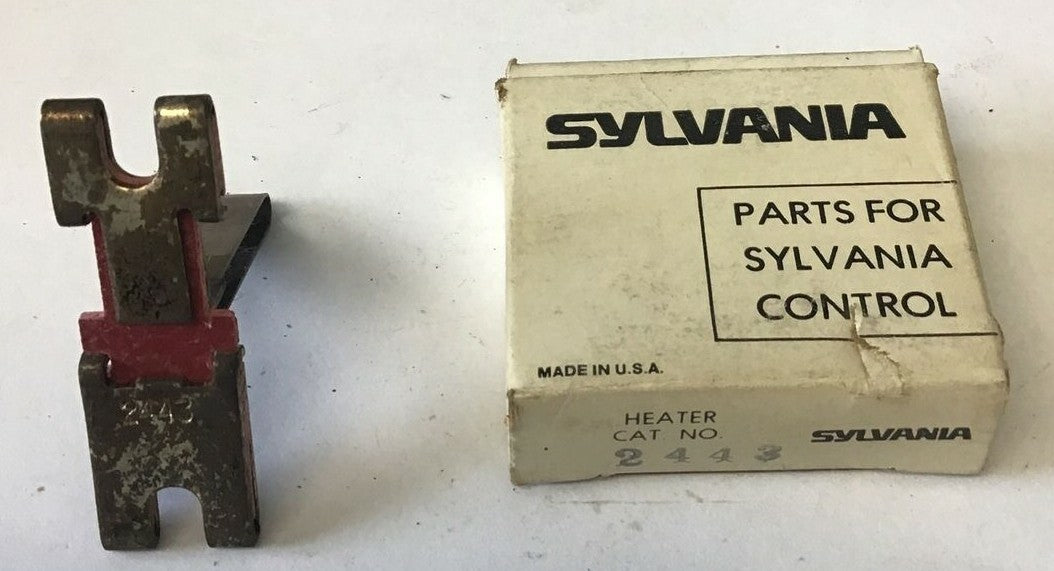 2443
SYLVANIA
PARTS FOR
SYLVANIA
CONTROL
MADE IN U.S.A.
HEATER
CAT. NO.
2443
SYLVANIA